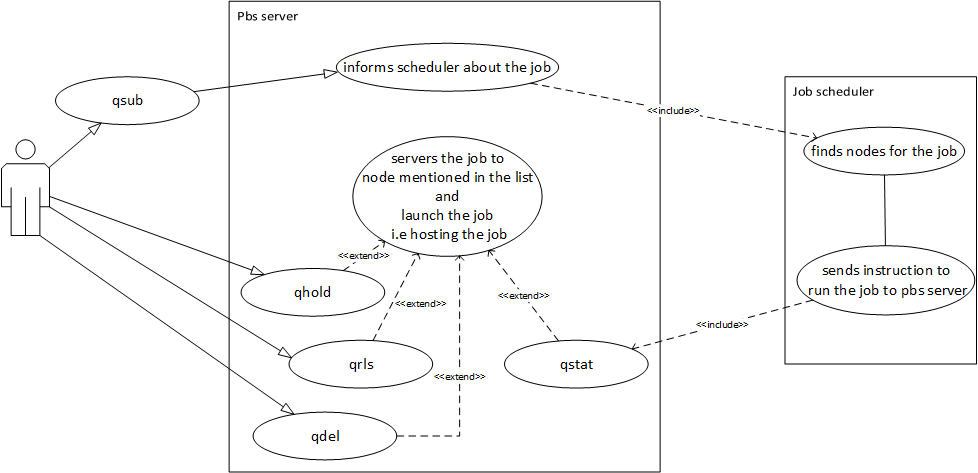 Pbs server
informs scheduler about the job
qsub
Job scheduler
<<include>>
finds nodes for the job
servers the job to
node mentioned in the list
and
launch the job
i.e hosting the job
<<extend>>
sends instruction to
run the job to pbs server
qhold
<<extend>>
<<extend>>
<<include>>
qrls
qstat
<<extend>>
qdel